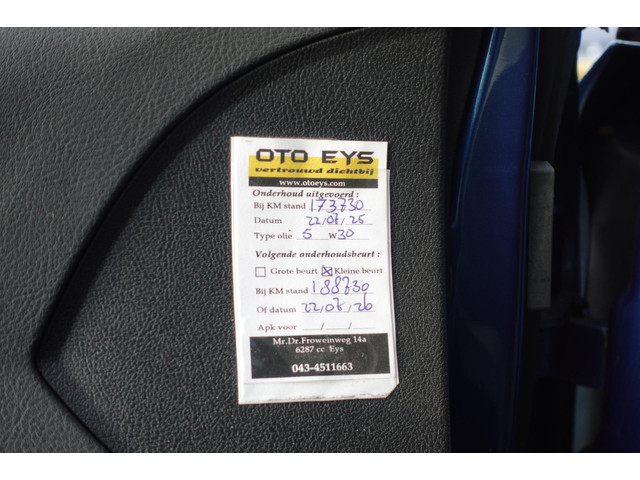 OTO EYS
vertrouwd dichtbij
www.otoeys.com
Onderhoud uitgevoerd :
Bij KM stand 173730
Datum 22/07/25
Type olie 5 w 30
Volgende onderhoudsbeurt :
Grote beurt Kleine beurt
Bij KM stand 188730
Of datum 22/07/26
Apk voor / /
Mr.Dr.Froweinweg 14a
6287 cc Eys
043-4511663